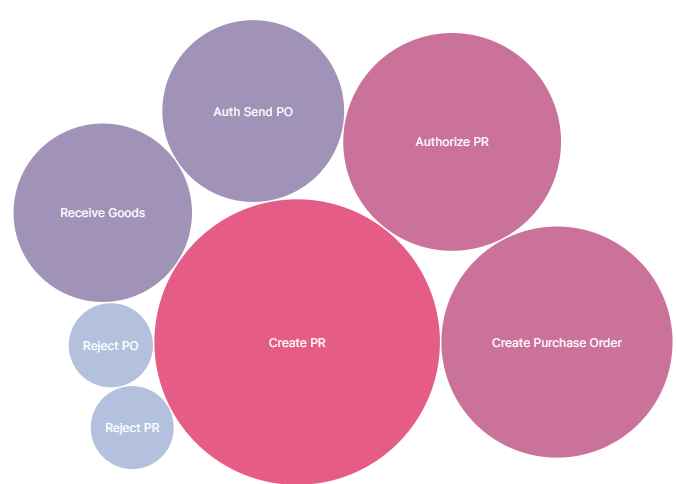 Auth Send PO
Authorize PR
Receive Goods
Create PR
Create Purchase Order
Reject PO
Reject PR